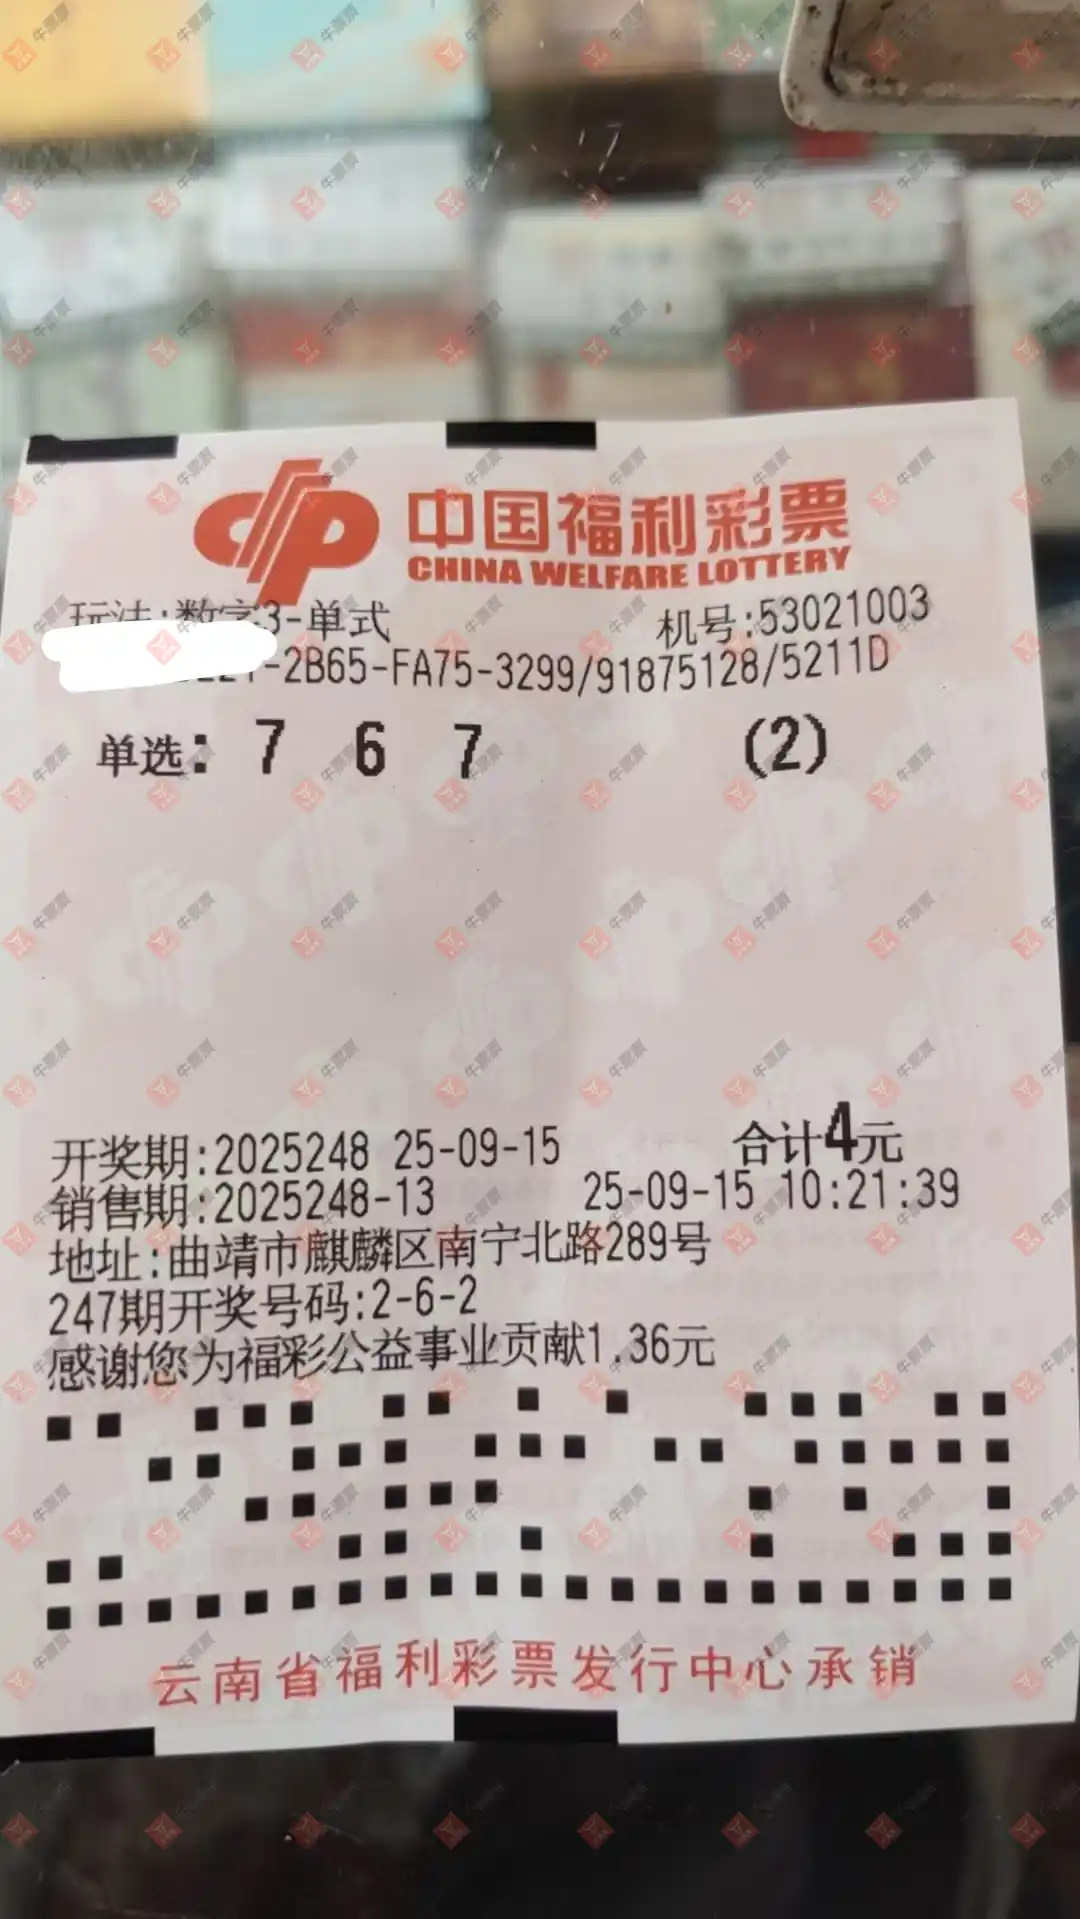 中国福利彩票
CHINA WELFARE LOTTERY
玩法:数字3-单式 机号:53021003
-2B65-FA75-3299/91875128/5211D
单选: 7 6 7 (2)
开奖期:2025248 25-09-15 合计4元
销售期:2025248-13 25-09-15 10:21:39
地址:曲靖市麒麟区南宁北路289号
247期开奖号码:2-6-2
感谢您为福彩公益事业贡献1.36元
云南省福利彩票发行中心承销
牛票票